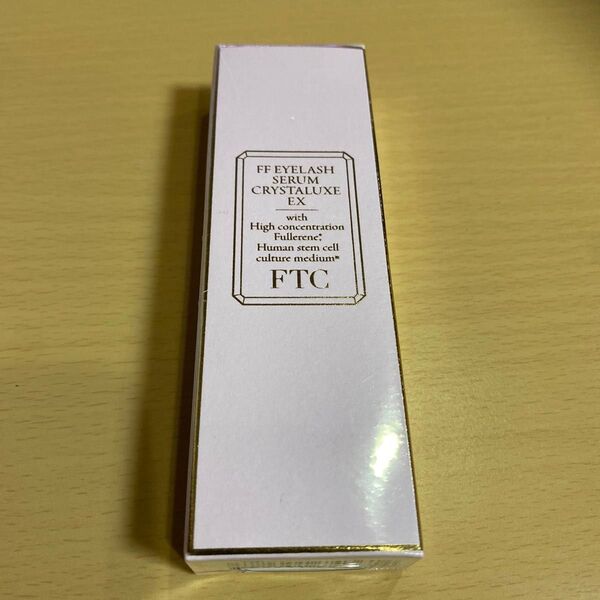 FF EYELASH
SERUM
CRYSTALUXE
EX
with
High concentration
Fullerene*,
Human stem cell
culture medium※
FTC